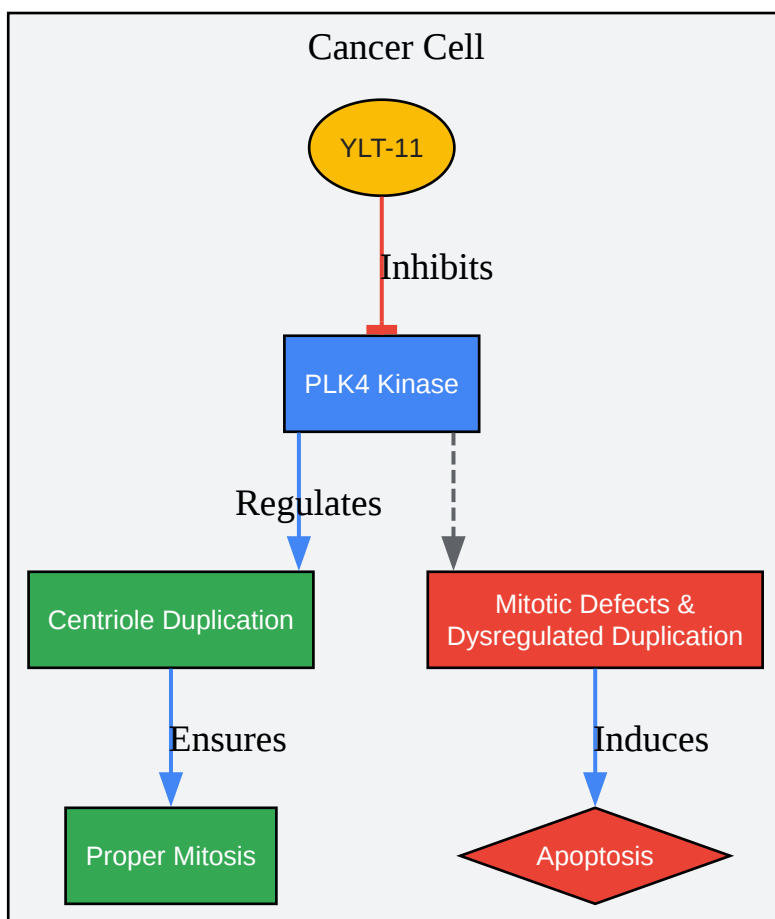 Cancer Cell
YLT-11
Inhibits
PLK4 Kinase
Regulates
Centriole Duplication
Mitotic Defects &
Dysregulated Duplication
Ensures
Induces
Proper Mitosis
Apoptosis